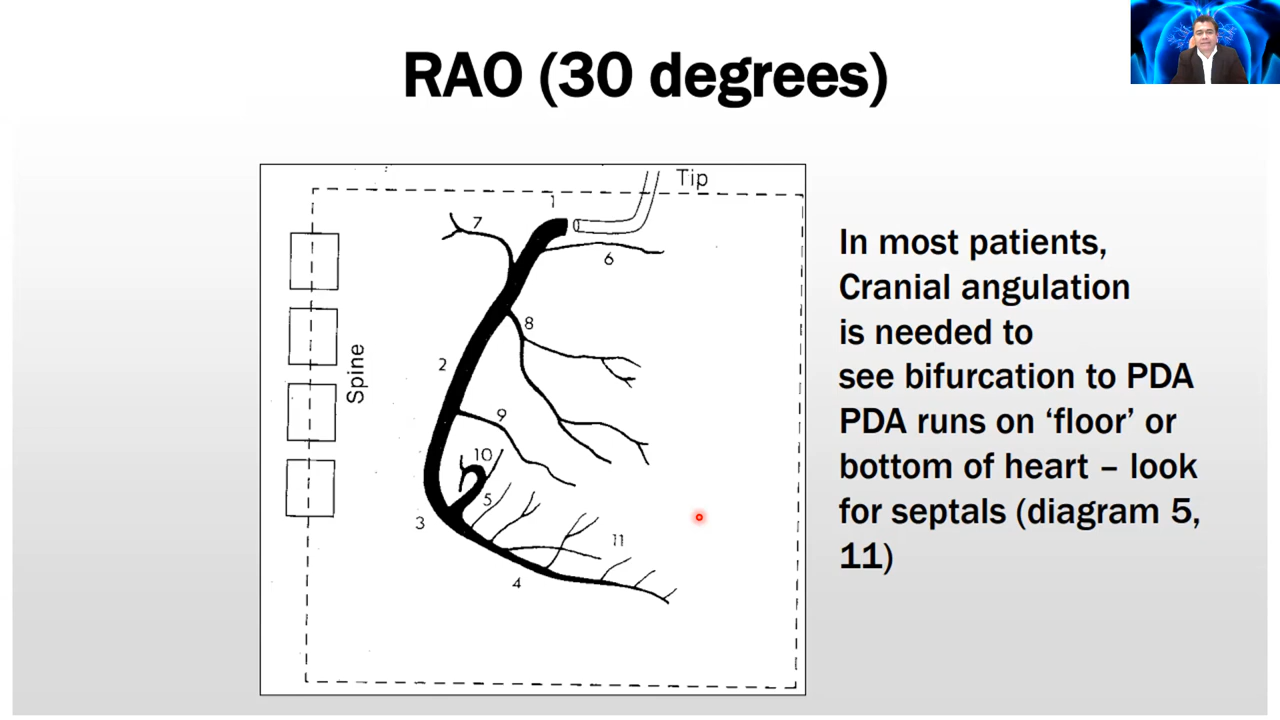 RAO (30 degrees)
Tip
7
6
8
2
Spine
9
10
5
3
11
4
In most patients,
Cranial angulation
is needed to
see bifurcation to PDA
PDA runs on ‘floor’ or
bottom of heart – look
for septals (diagram 5,
11)